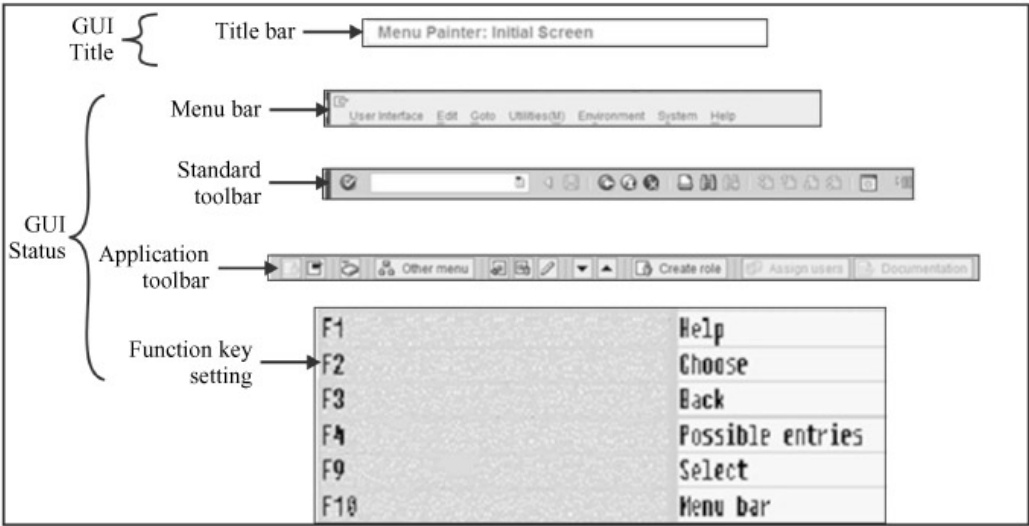 GUI
Title
Title bar
Menu Painter: Initial Screen
GUI
Status
Menu bar
User Interface Edit Goto Utilities(M) Environment System Help
Standard
toolbar
Application
toolbar
Other menu
Create role
Assign users
Documentation
Function key
setting
F1 Help
F2 Choose
F3 Back
F4 Possible entries
F9 Select
F10 Menu bar